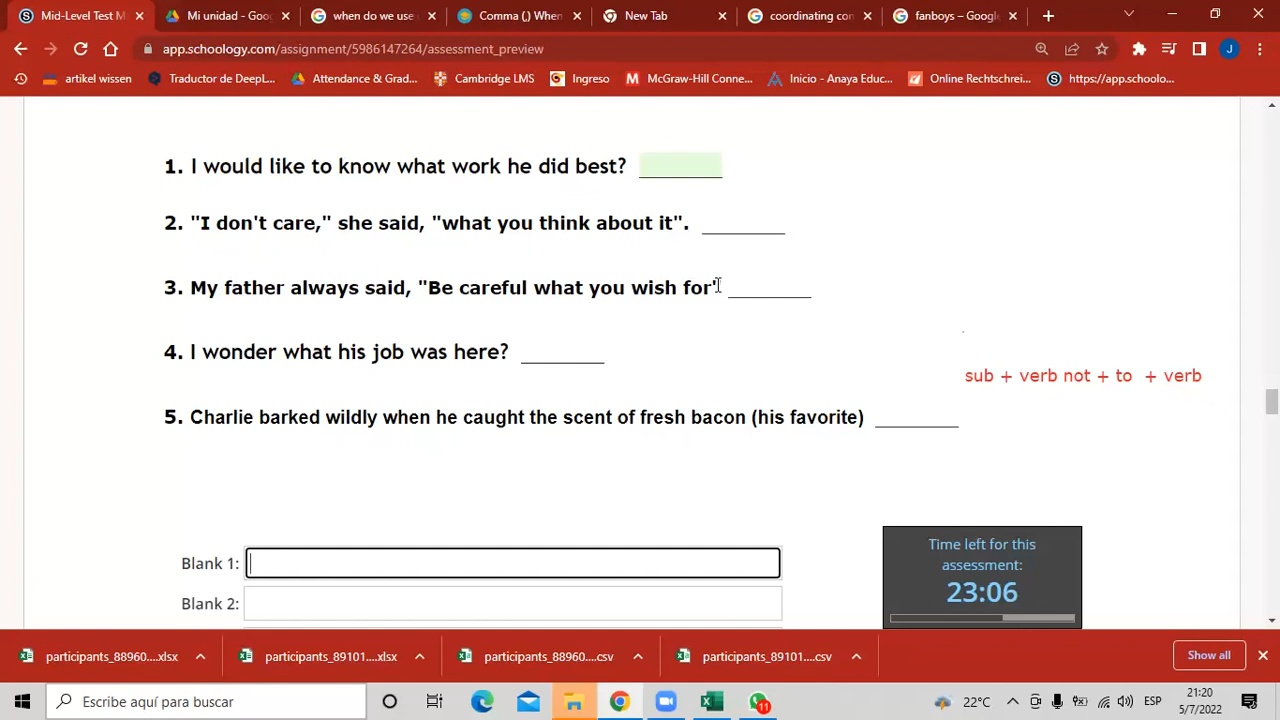 Mid-Level Test M
Mi unidad - Goo
when do we use
Comma (,) When
New Tab
coordinating con
fanboys – Google
app.schoology.com/assignment/5986147264/assessment_preview
J
artikel wissen
Traductor de DeepL...
Attendance & Grad...
Cambridge LMS
Ingreso
McGraw-Hill Conne...
Inicio - Anaya Educ...
Online Rechtschrei...
https://app.schoolo...
1. I would like to know what work he did best?
2. "I don't care," she said, "what you think about it".
3. My father always said, "Be careful what you wish for"
4. I wonder what his job was here?
sub + verb not + to + verb
5. Charlie barked wildly when he caught the scent of fresh bacon (his favorite)
Time left for this
assessment:
23:06
Blank 1:
Blank 2:
participants_88960....xlsx
participants_89101....xlsx
participants_88960....csv
participants_89101....csv
Show all
Escribe aquí para buscar
11
22°C
ESP
21:20
5/7/2022